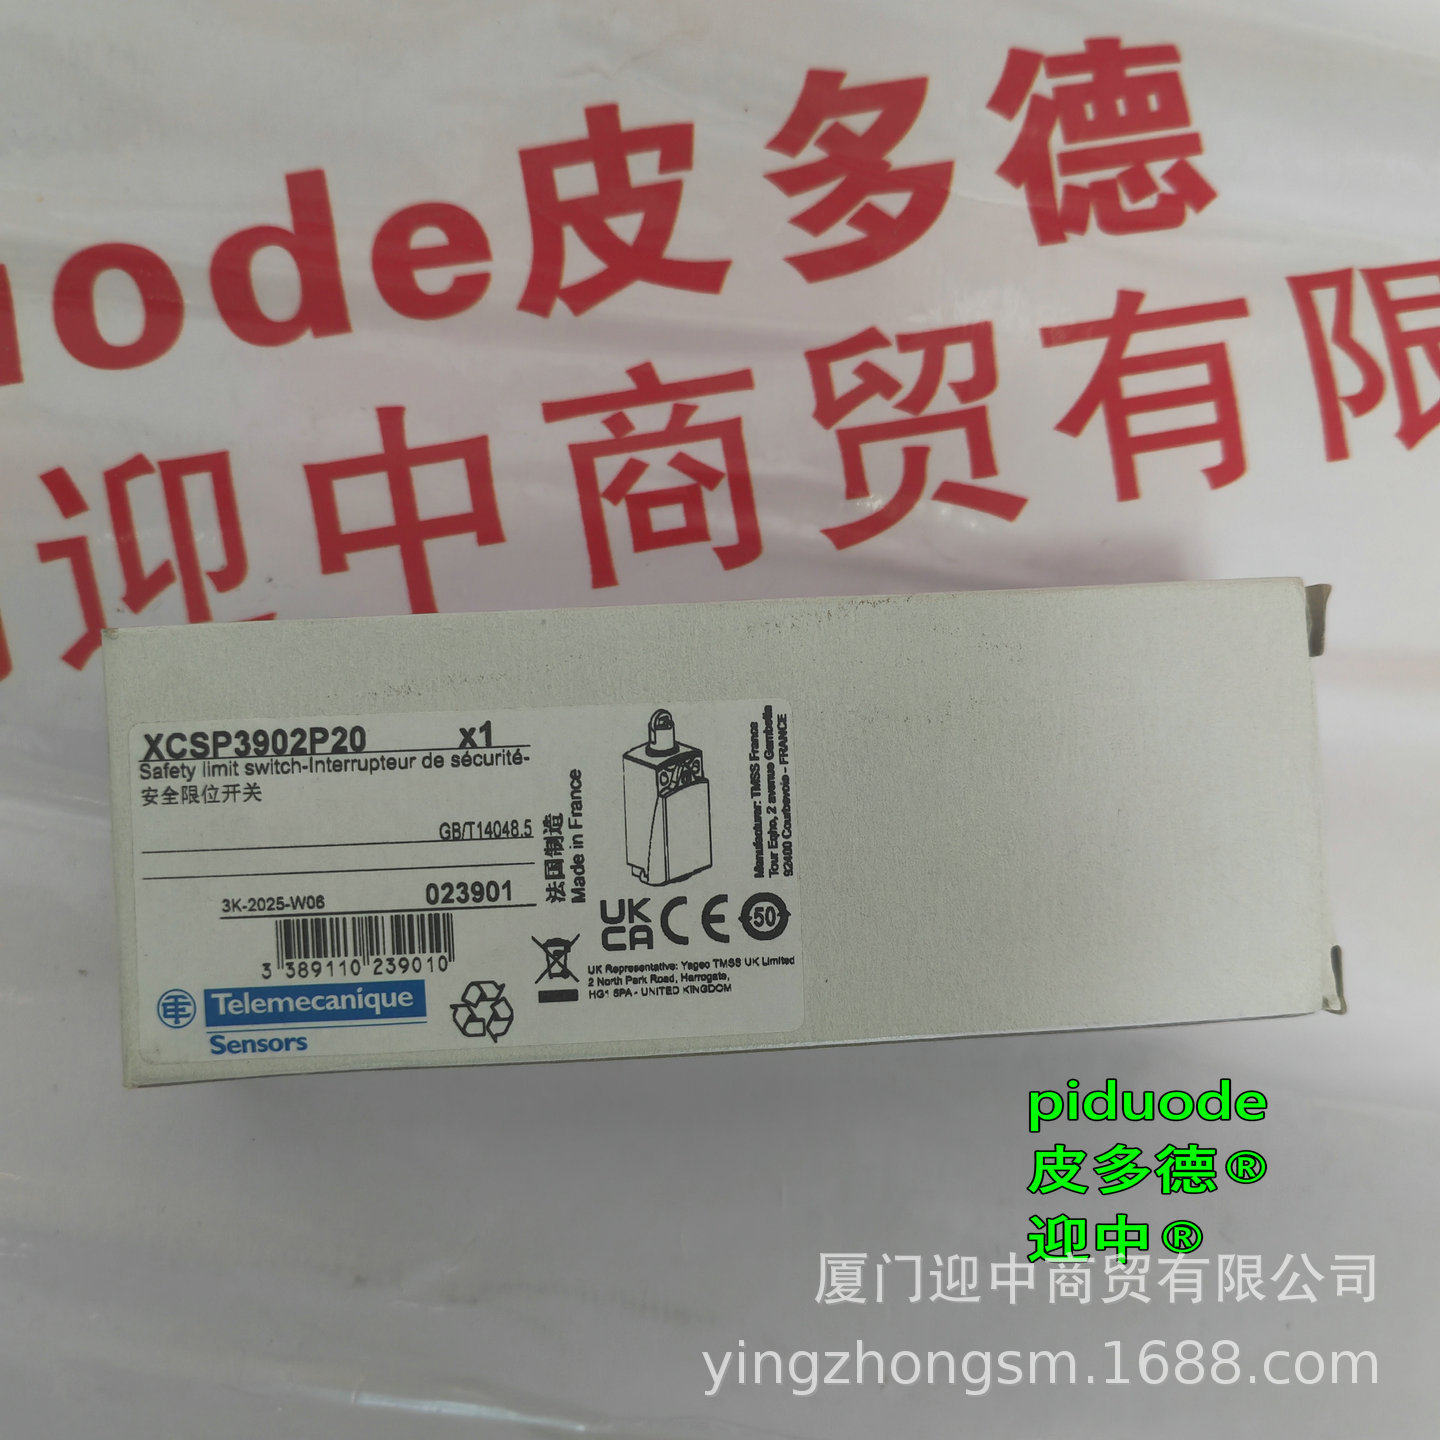 uode皮多德
迎中商贸有限
XCSP3902P20 x1
Safety limit switch-Interrupteur de sécurité-
安全限位开关
GB/T14048.5
3K-2025-W06 023901
3 389110 239010
Telemecanique
Sensors
法国制造
Made in France
Manufacturer: TMSS France
Tour Eqho, 2 avenue Gambetta
92400 Courbevoie - FRANCE
UK
CA
CE
50
UK Representative: Yageo TMSS UK Limited
2 North Park Road, Harrogate,
HG1 5PA - UNITED KINGDOM
piduode
皮多德®
迎中®
厦门迎中商贸有限公司
yingzhongsm.1688.com